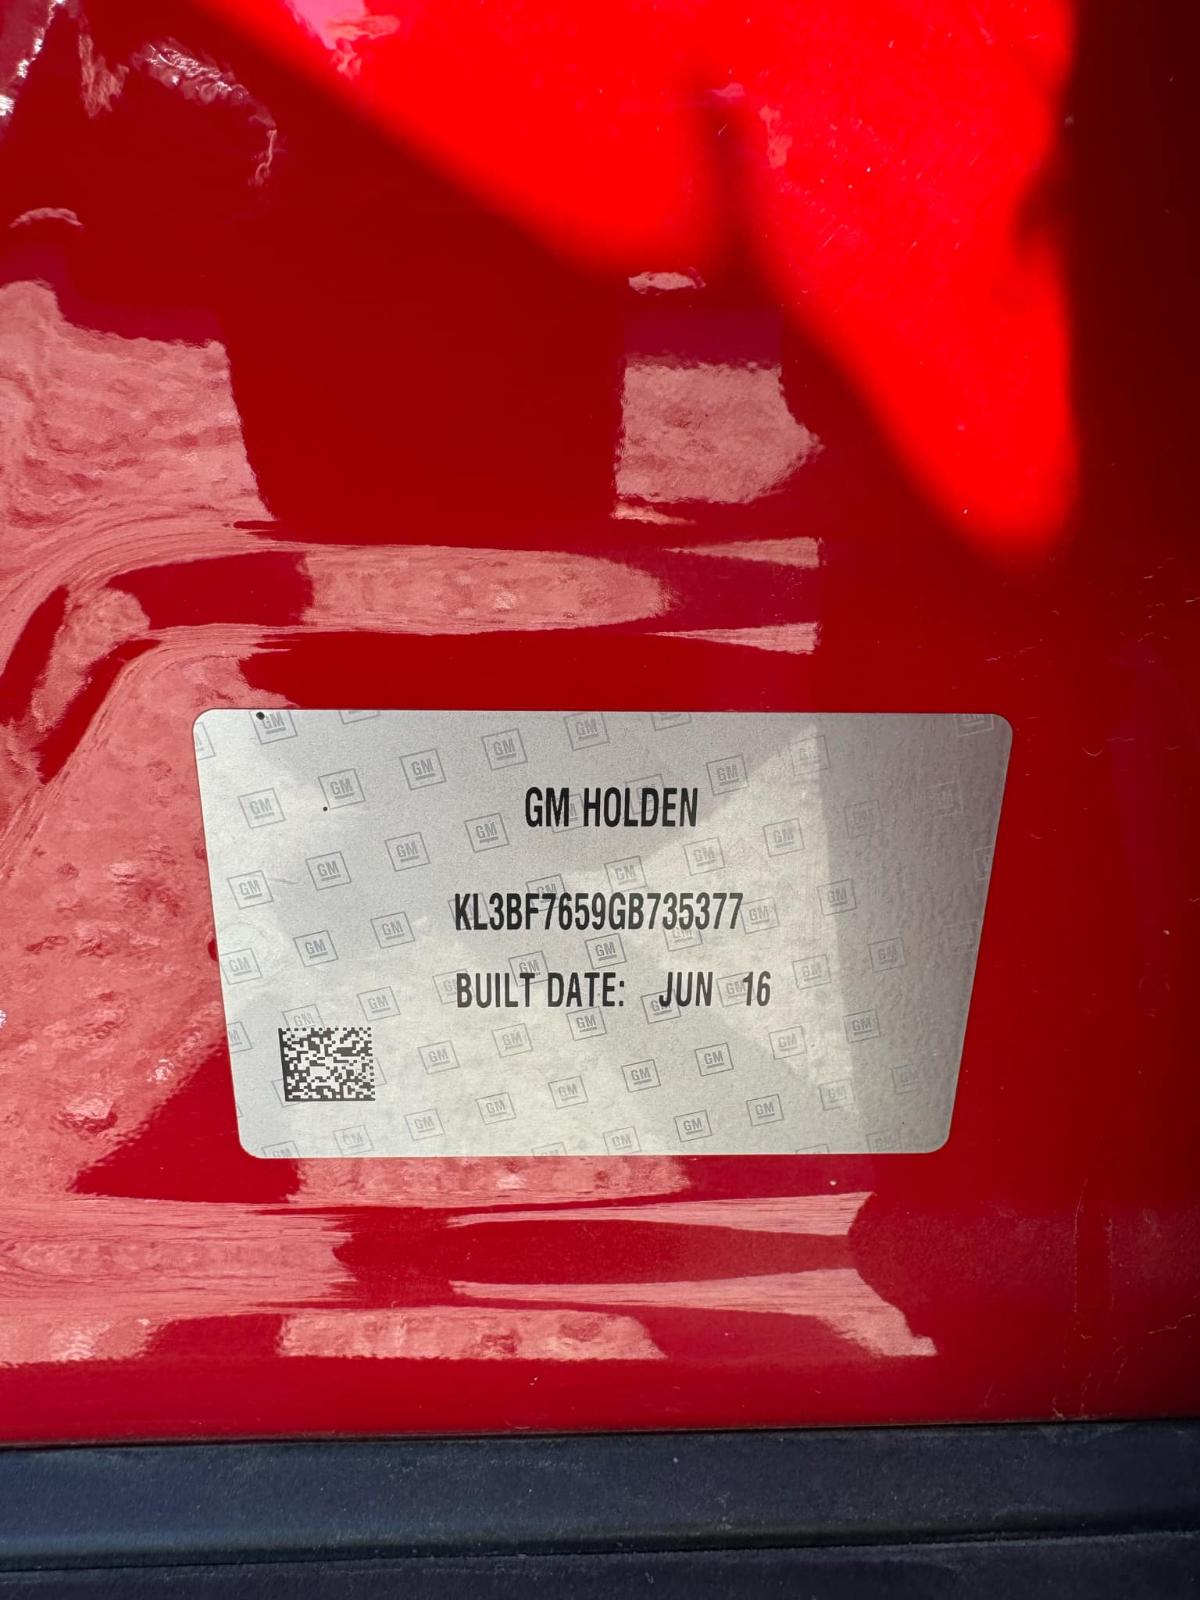 GM HOLDEN
KL3BF7659GB735377
BUILT DATE: JUN 16